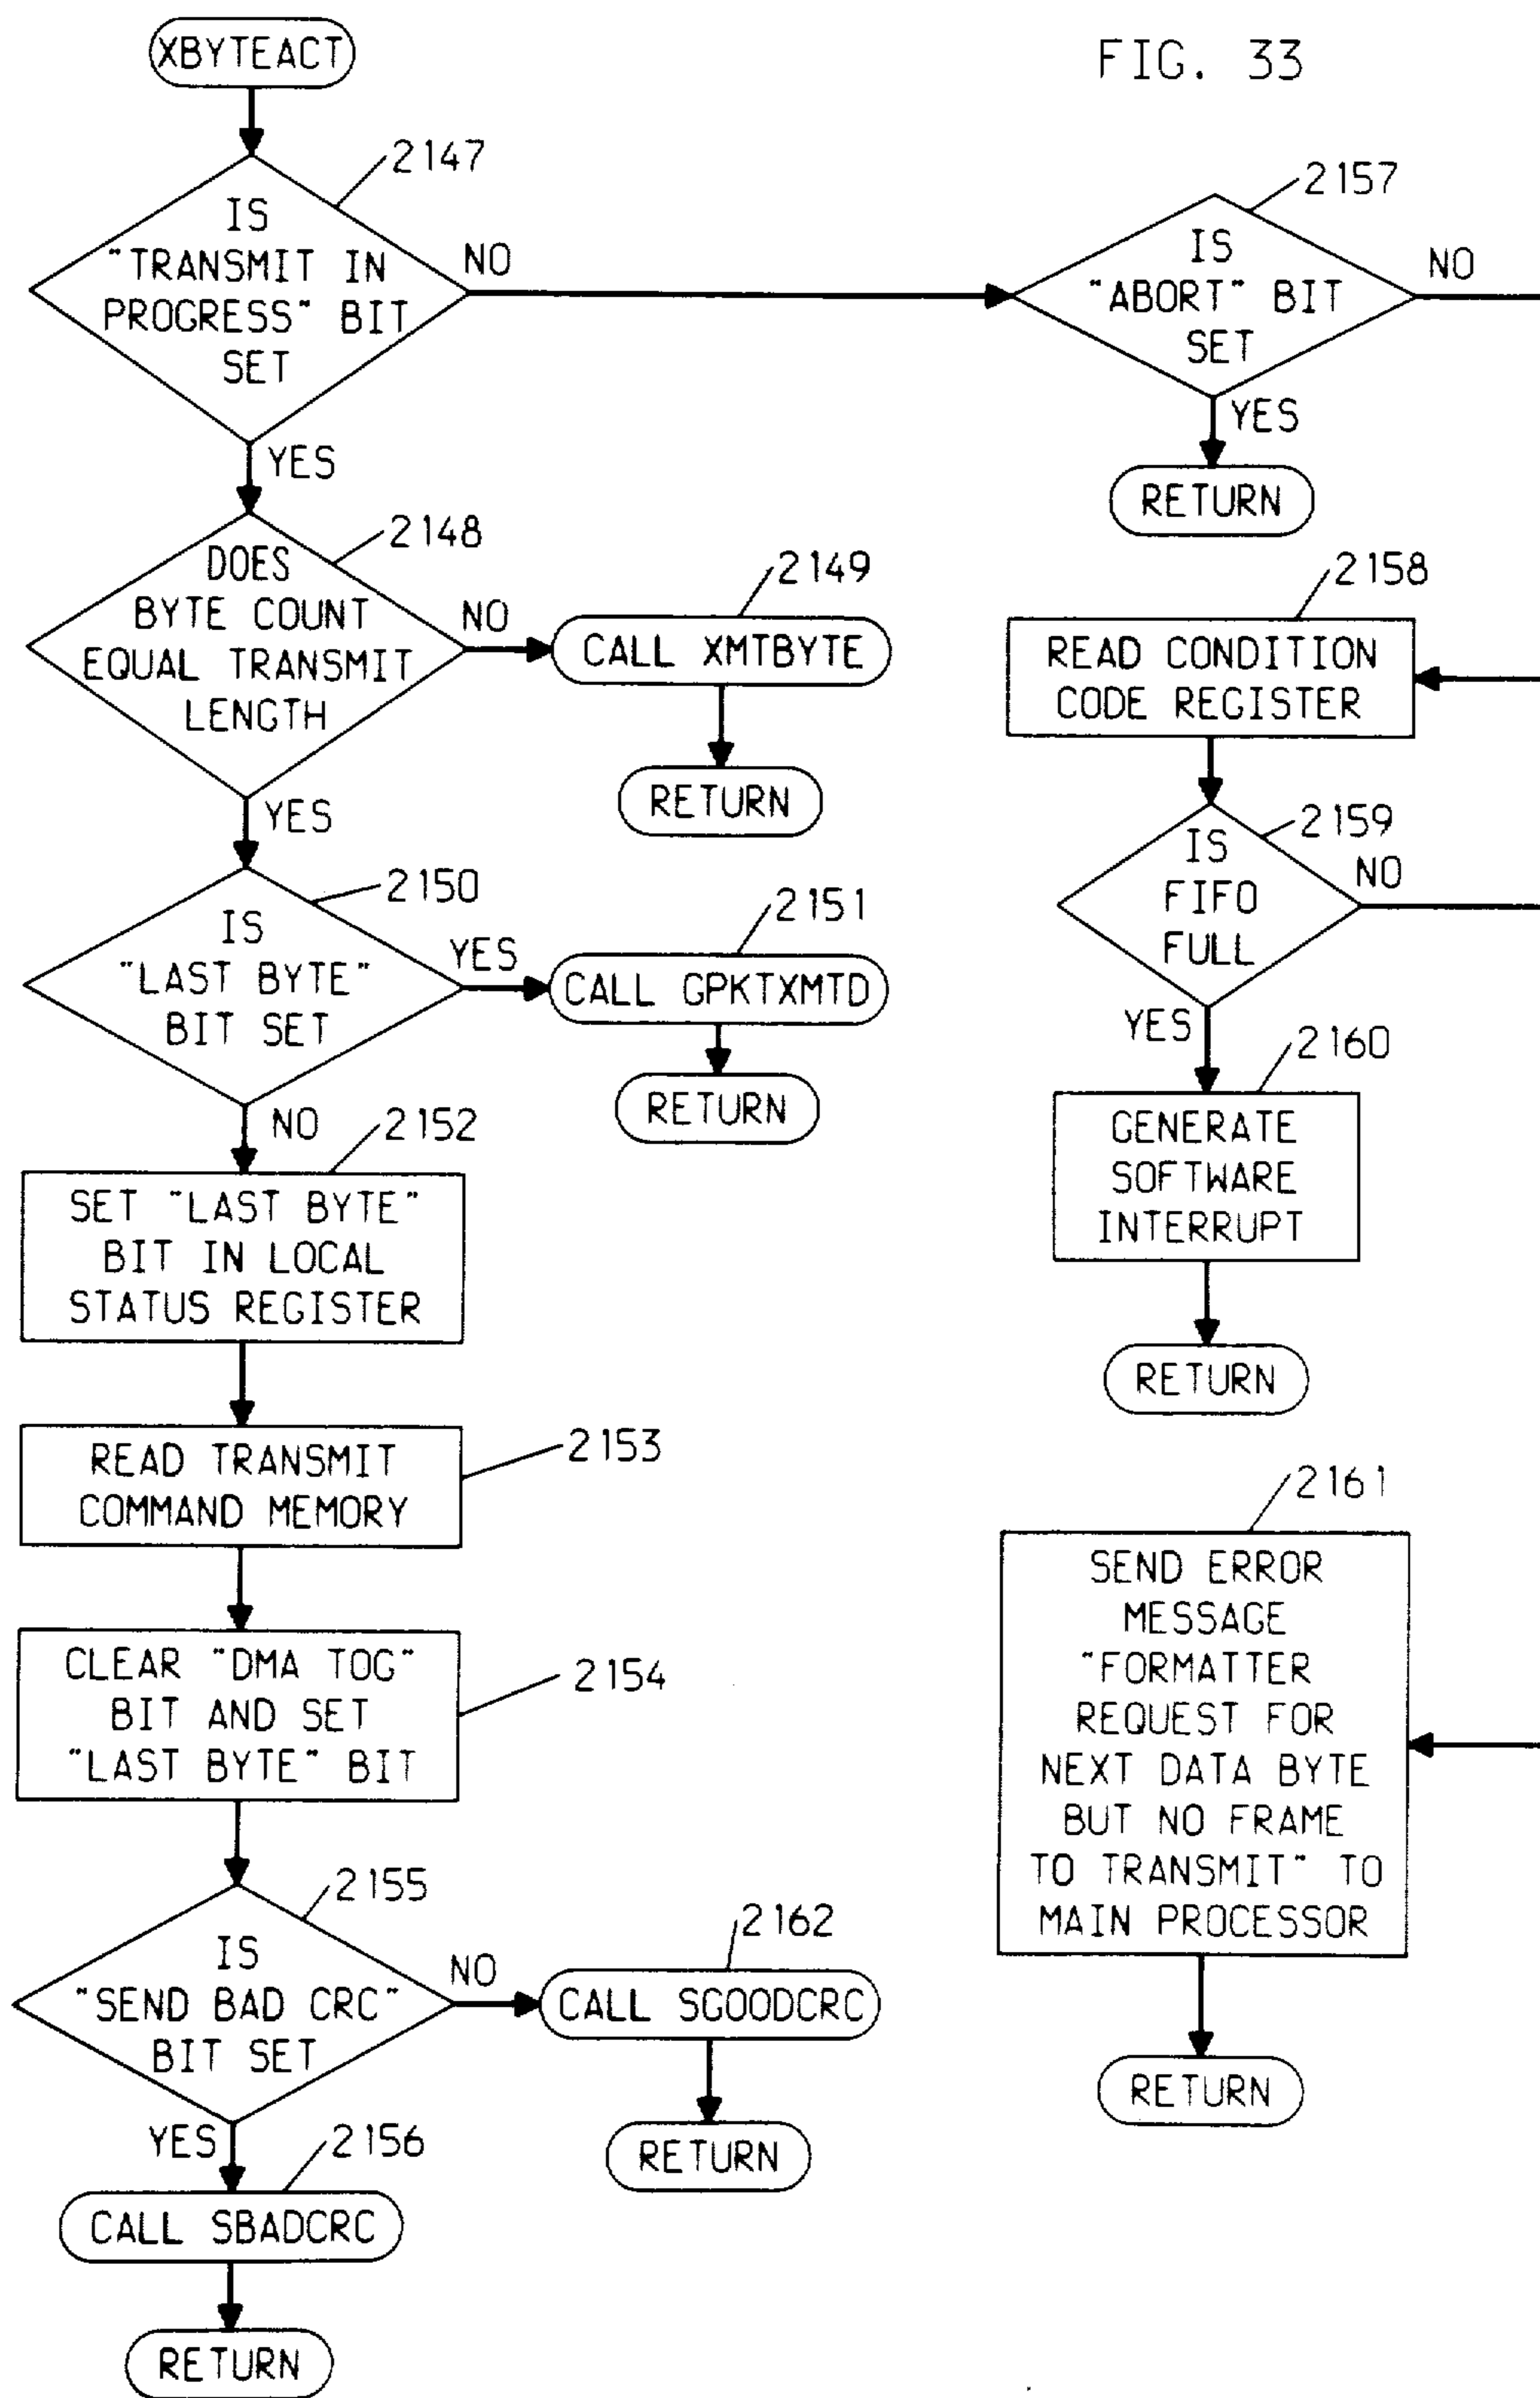 XBYTEACT
FIG. 33
2147
IS
"TRANSMIT IN
PROGRESS" BIT
SET
NO
YES
2157
IS
"ABORT" BIT
SET
NO
YES
RETURN
2148
DOES
BYTE COUNT
EQUAL TRANSMIT
LENGTH
NO
YES
2149
CALL XMTBYTE
RETURN
2150
IS
"LAST BYTE"
BIT SET
YES
NO
2151
CALL GPKTXMTD
RETURN
2152
SET "LAST BYTE"
BIT IN LOCAL
STATUS REGISTER
2153
READ TRANSMIT
COMMAND MEMORY
2154
CLEAR "DMA TOG"
BIT AND SET
"LAST BYTE" BIT
2155
IS
"SEND BAD CRC"
BIT SET
NO
YES
2162
CALL SGOODCRC
RETURN
2156
CALL SBADCRC
RETURN
2158
READ CONDITION
CODE REGISTER
2159
IS
FIFO
FULL
NO
YES
2160
GENERATE
SOFTWARE
INTERRUPT
RETURN
2161
SEND ERROR
MESSAGE
"FORMATTER
REQUEST FOR
NEXT DATA BYTE
BUT NO FRAME
TO TRANSMIT" TO
MAIN PROCESSOR
RETURN